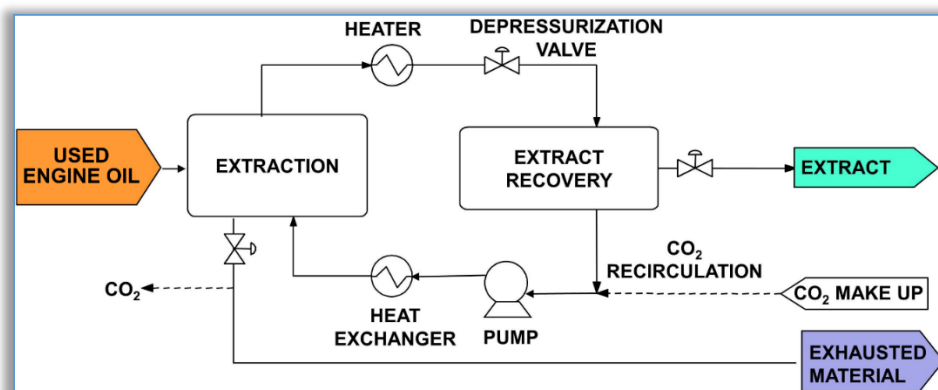 HEATER
DEPRESSURIZATION
VALVE
USED
ENGINE OIL
EXTRACTION
EXTRACT
RECOVERY
EXTRACT
CO₂
RECIRCULATION
CO₂
CO₂ MAKE UP
HEAT
EXCHANGER
PUMP
EXHAUSTED
MATERIAL